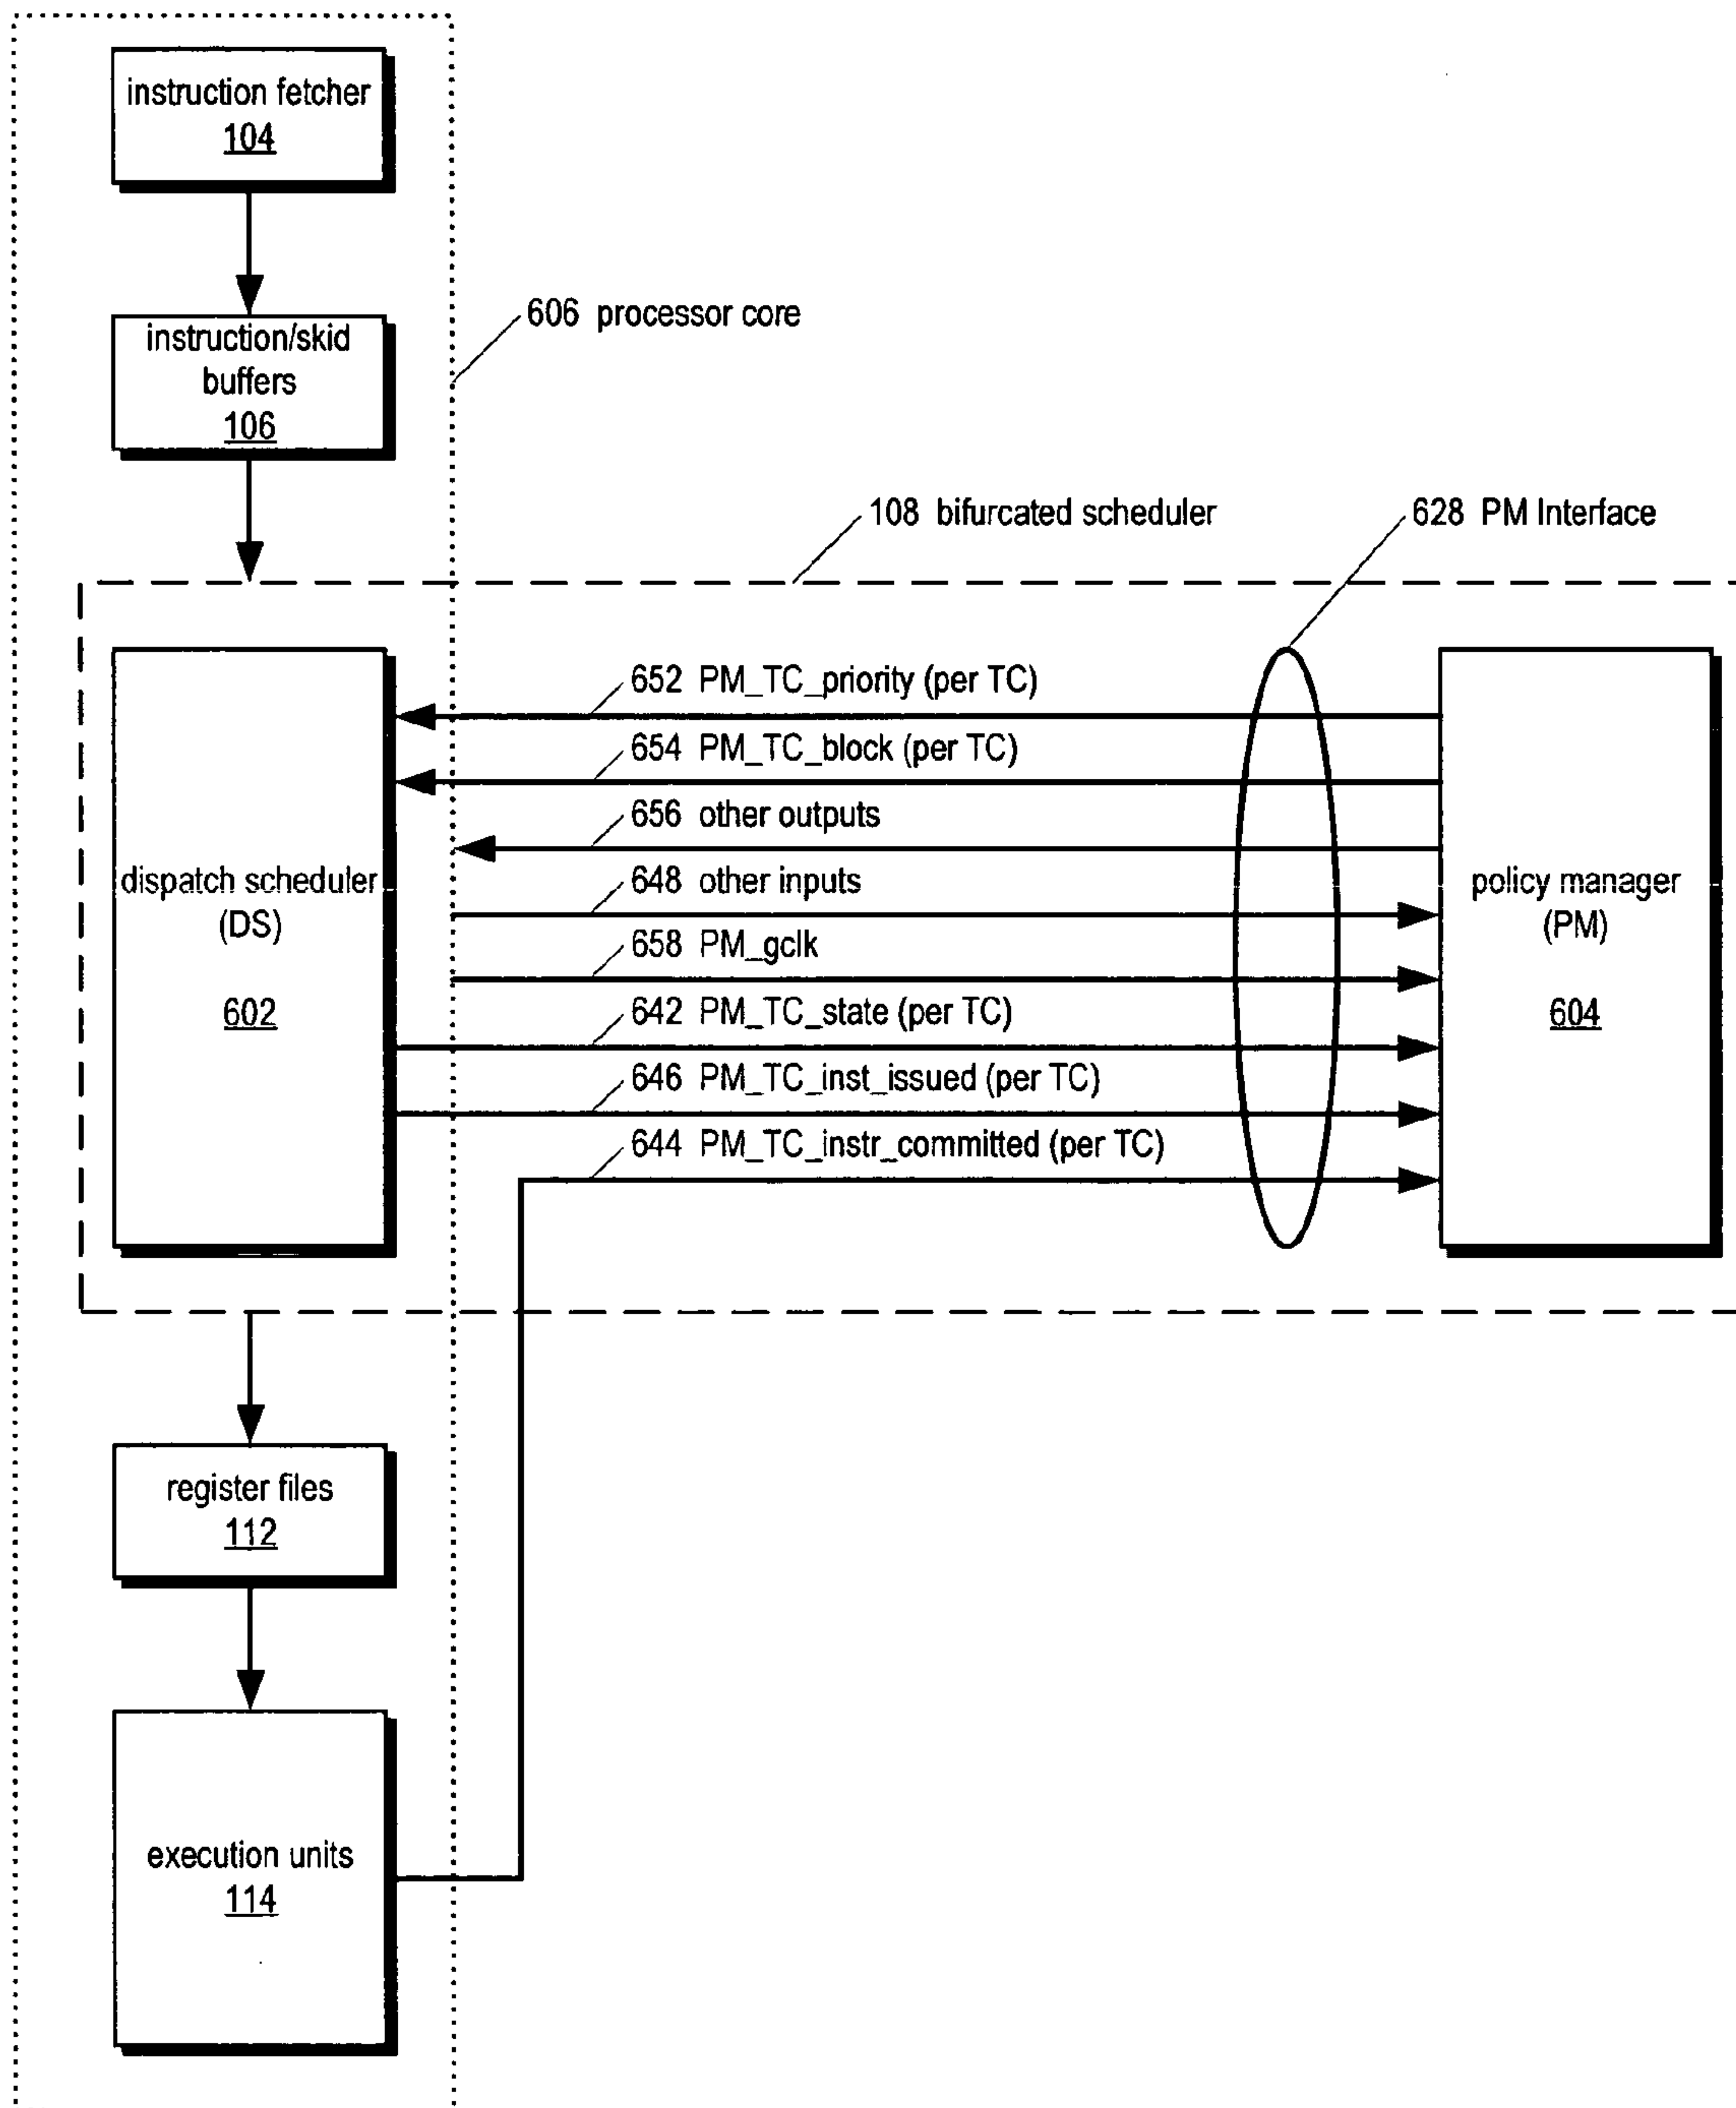 instruction fetcher
104
instruction/skid
buffers
106
606 processor core
108 bifurcated scheduler
628 PM Interface
652 PM_TC_priority (per TC)
654 PM_TC_block (per TC)
656 other outputs
648 other inputs
658 PM_gclk
642 PM_TC_state (per TC)
646 PM_TC_inst_issued (per TC)
644 PM_TC_instr_committed (per TC)
dispatch scheduler
(DS)
602
policy manager
(PM)
604
register files
112
execution units
114